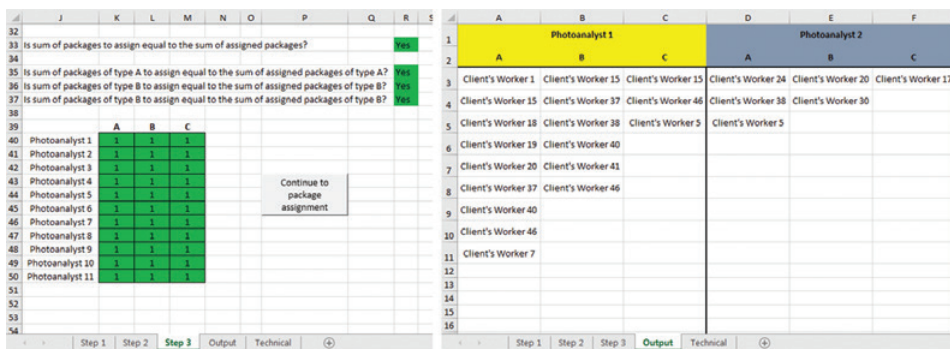 J K L M N O P Q R S
32
33 Is sum of packages to assign equal to the sum of assigned packages? Yes
34
35 Is sum of packages of type A to assign equal to the sum of assigned packages of type A? Yes
36 Is sum of packages of type B to assign equal to the sum of assigned packages of type B? Yes
37 Is sum of packages of type B to assign equal to the sum of assigned packages of type B? Yes
38
39 A B C
40 Photoanalyst 1 1 1 1
41 Photoanalyst 2 1 1 1
42 Photoanalyst 3 1 1 1
43 Photoanalyst 4 1 1 1
44 Photoanalyst 5 1 1 1
45 Photoanalyst 6 1 1 1
46 Photoanalyst 7 1 1 1
47 Photoanalyst 8 1 1 1
48 Photoanalyst 9 1 1 1
49 Photoanalyst 10 1 1 1
50 Photoanalyst 11 1 1 1
Continue to
package
assignment
51
52
53
54
Step 1 Step 2 Step 3 Output Technical
A B C D E F
1 Photoanalyst 1 Photoanalyst 2
2 A B C A B C
3 Client's Worker 1 Client's Worker 15 Client's Worker 15 Client's Worker 24 Client's Worker 20 Client's Worker 17
4 Client's Worker 15 Client's Worker 37 Client's Worker 46 Client's Worker 38 Client's Worker 30
5 Client's Worker 18 Client's Worker 38 Client's Worker 5 Client's Worker 5
6 Client's Worker 19 Client's Worker 40
7 Client's Worker 20 Client's Worker 41
8 Client's Worker 37 Client's Worker 46
9 Client's Worker 40
10 Client's Worker 46
11 Client's Worker 7
12
13
14
15
16
Step 1 Step 2 Step 3 Output Technical